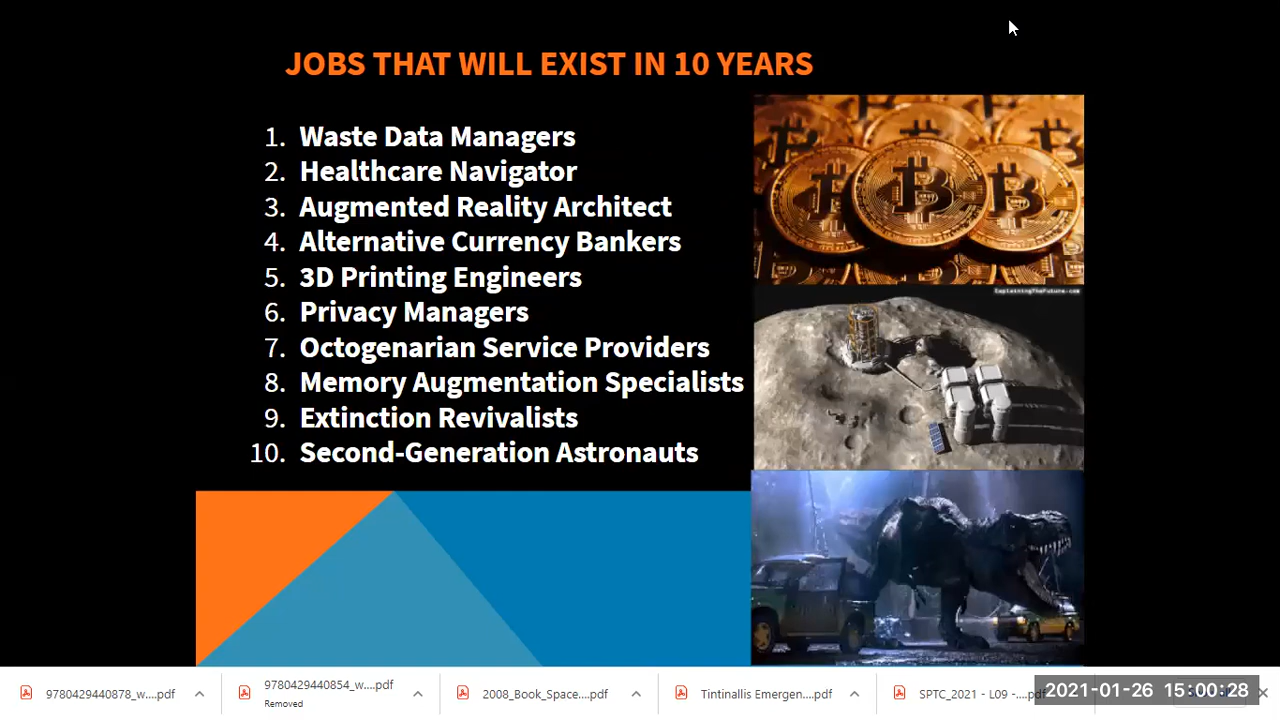 JOBS THAT WILL EXIST IN 10 YEARS
1. Waste Data Managers
2. Healthcare Navigator
3. Augmented Reality Architect
4. Alternative Currency Bankers
5. 3D Printing Engineers
6. Privacy Managers
7. Octogenarian Service Providers
8. Memory Augmentation Specialists
9. Extinction Revivalists
10. Second-Generation Astronauts
ExplainingTheFuture.com
9780429440878_w....pdf
9780429440854_w....pdf
Removed
2008_Book_Space....pdf
Tintinallis Emergen....pdf
SPTC_2021 - L09 -....pdf
2021-01-26 15:00:28